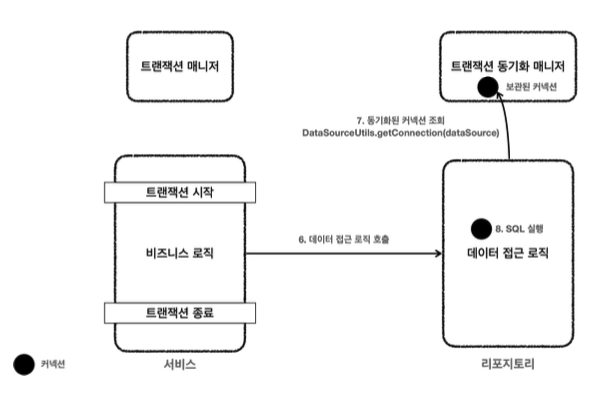 트랜잭션 매니저
트랜잭션 동기화 매니저
보관된 커넥션
7. 동기화된 커넥션 조회
DataSourceUtils.getConnection(dataSource)
트랜잭션 시작
8. SQL 실행
6. 데이터 접근 로직 호출
비즈니스 로직
데이터 접근 로직
트랜잭션 종료
커넥션
서비스
리포지토리